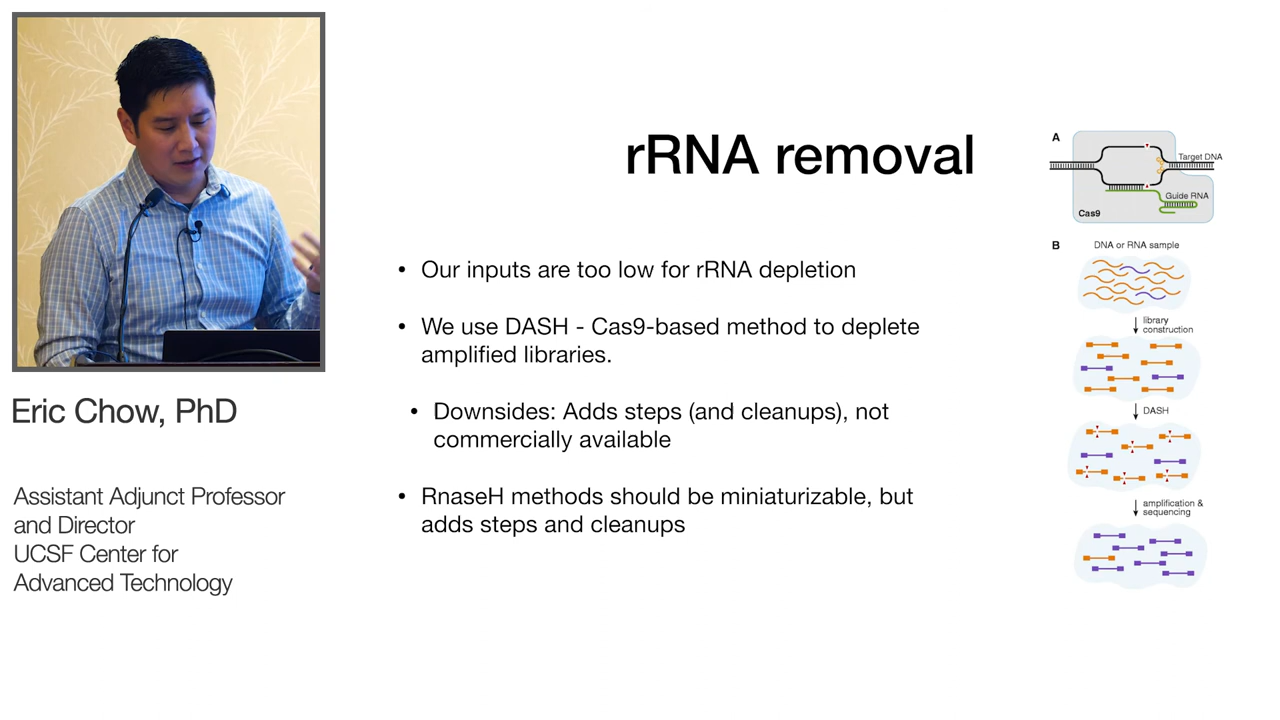 rRNA removal
Eric Chow, PhD
Assistant Adjunct Professor
and Director
UCSF Center for
Advanced Technology
• Our inputs are too low for rRNA depletion
• We use DASH - Cas9-based method to deplete
amplified libraries.
• Downsides: Adds steps (and cleanups), not
commercially available
• RnaseH methods should be miniaturizable, but
adds steps and cleanups
A
Target DNA
Guide RNA
Cas9
B
DNA or RNA sample
library
construction
DASH
amplification &
sequencing